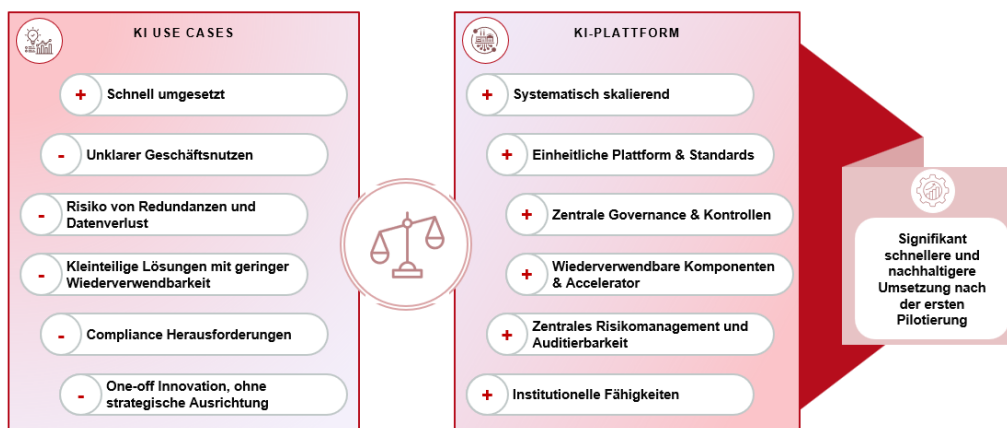 KI USE CASES
+ Schnell umgesetzt
- Unklarer Geschäftsnutzen
- Risiko von Redundanzen und
Datenverlust
- Kleinteilige Lösungen mit geringer
Wiederverwendbarkeit
- Compliance Herausforderungen
- One-off Innovation, ohne
strategische Ausrichtung
KI-PLATTFORM
+ Systematisch skalierend
+ Einheitliche Plattform & Standards
+ Zentrale Governance & Kontrollen
+ Wiederverwendbare Komponenten
& Accelerator
+ Zentrales Risikomanagement und
Auditierbarkeit
+ Institutionelle Fähigkeiten
Signifikant
schnellere und
nachhaltigere
Umsetzung nach
der ersten
Pilotierung